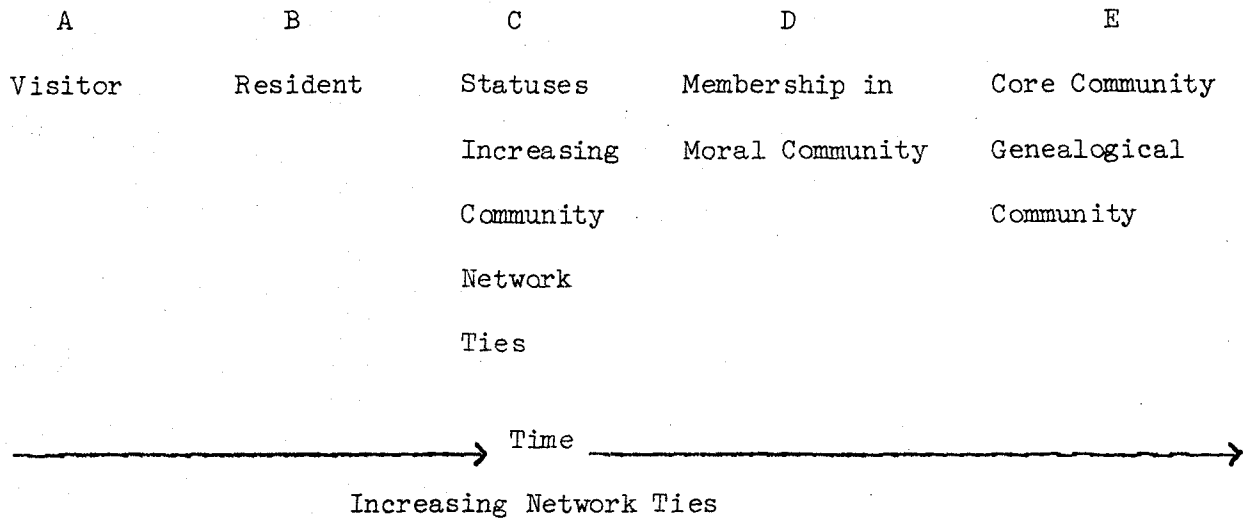 A B C D E
Visitor Resident Statuses Membership in Core Community
Increasing Moral Community Genealogical
Community Community
Network
Ties
Time
Increasing Network Ties